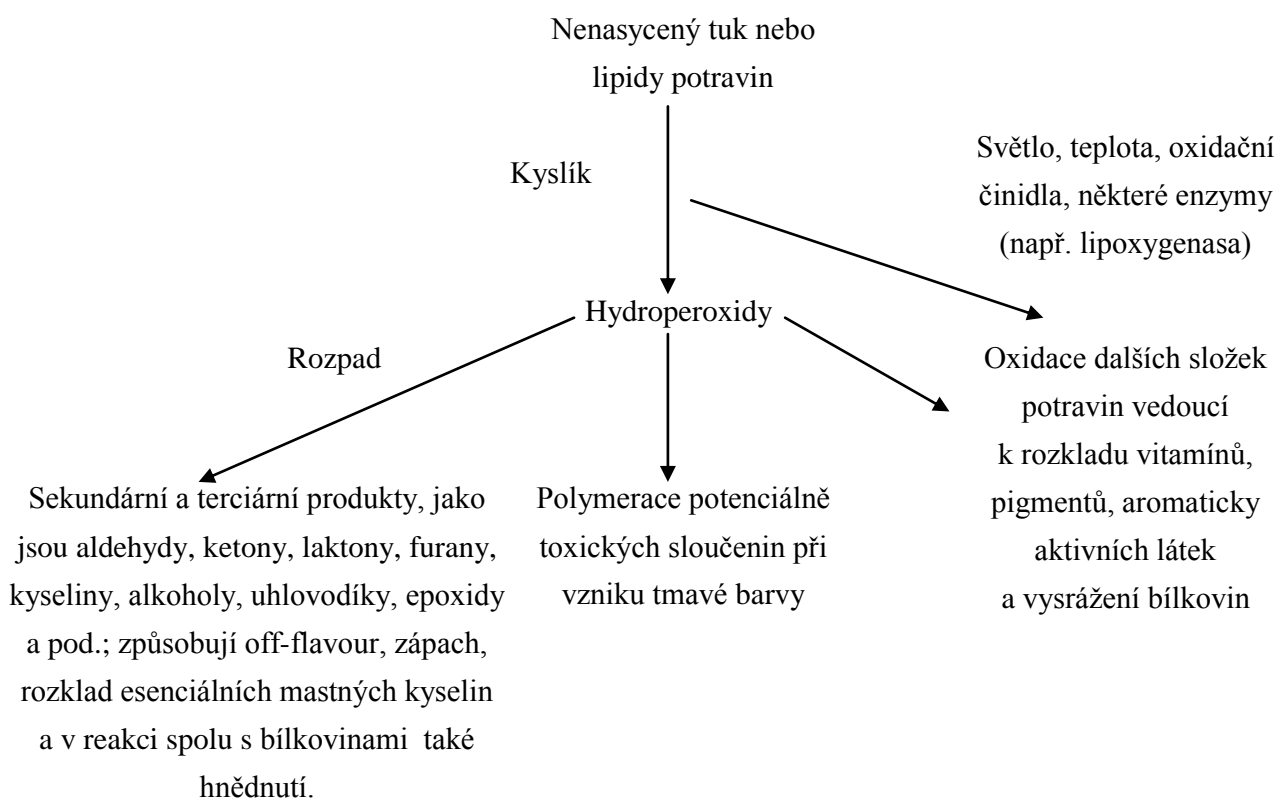 Nenasycený tuk nebo
lipidy potravin
Kyslík
Světlo, teplota, oxidační
činidla, některé enzymy
(např. lipoxygenasa)
Hydroperoxidy
Rozpad
Oxidace dalších složek
potravin vedoucí
k rozkladu vitamínů,
pigmentů, aromaticky
aktivních látek
a vysrážení bílkovin
Sekundární a terciární produkty, jako
jsou aldehydy, ketony, laktony, furany,
kyseliny, alkoholy, uhlovodíky, epoxidy
a pod.; způsobují off-flavour, zápach,
rozklad esenciálních mastných kyselin
a v reakci spolu s bílkovinami také
hnědnutí.
Polymerace potenciálně
toxických sloučenin při
vzniku tmavé barvy